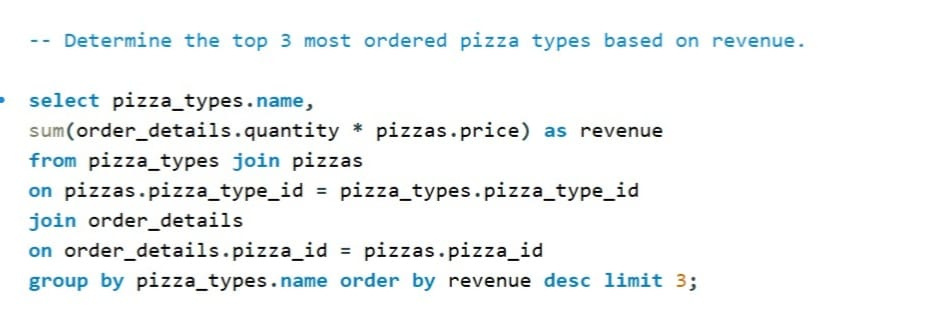 -- Determine the top 3 most ordered pizza types based on revenue.
select pizza_types.name,
sum(order_details.quantity * pizzas.price) as revenue
from pizza_types join pizzas
on pizzas.pizza_type_id = pizza_types.pizza_type_id
join order_details
on order_details.pizza_id = pizzas.pizza_id
group by pizza_types.name order by revenue desc limit 3;